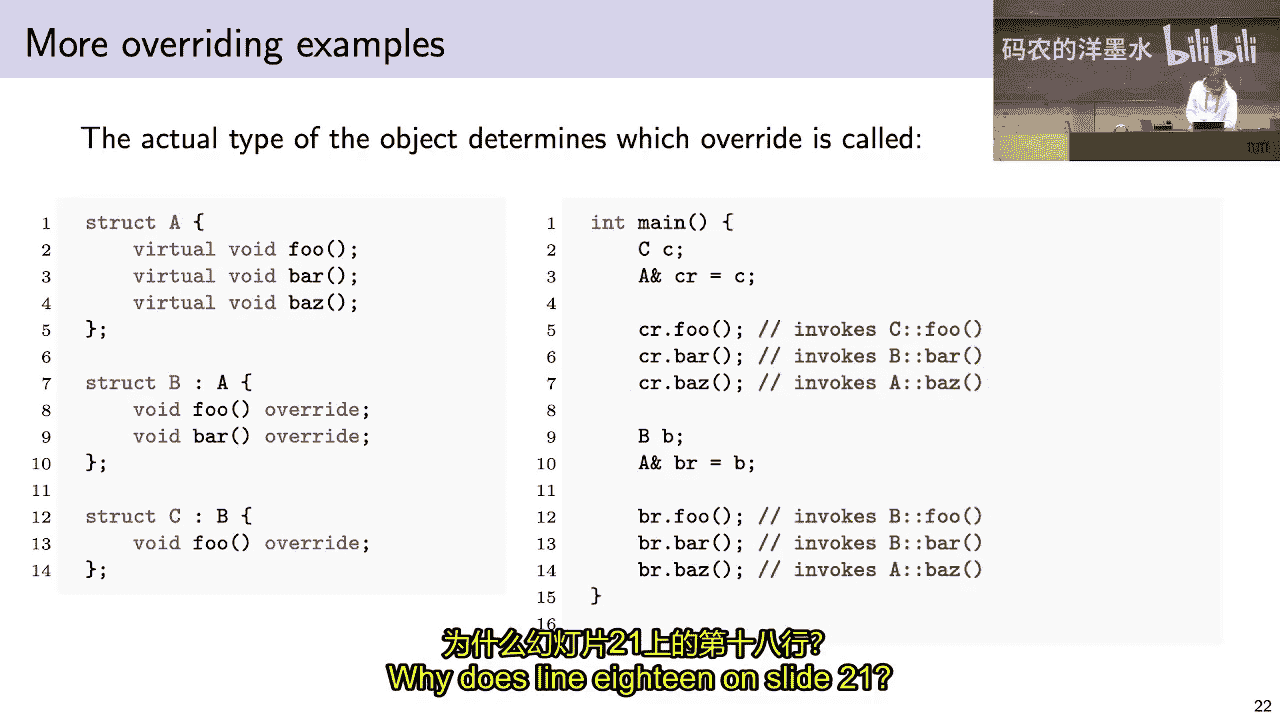 More overriding examples
码农的洋墨水 bilibili
The actual type of the object determines which override is called:
1 struct A {
2 virtual void foo();
3 virtual void bar();
4 virtual void baz();
5 };
6
7 struct B : A {
8 void foo() override;
9 void bar() override;
10 };
11
12 struct C : B {
13 void foo() override;
14 };
1 int main() {
2 C c;
3 A& cr = c;
4
5 cr.foo(); // invokes C::foo()
6 cr.bar(); // invokes B::bar()
7 cr.baz(); // invokes A::baz()
8
9 B b;
10 A& br = b;
11
12 br.foo(); // invokes B::foo()
13 br.bar(); // invokes B::bar()
14 br.baz(); // invokes A::baz()
15 }
16
为什么幻灯片21上的第十八行?
Why does line eighteen on slide 21?
22